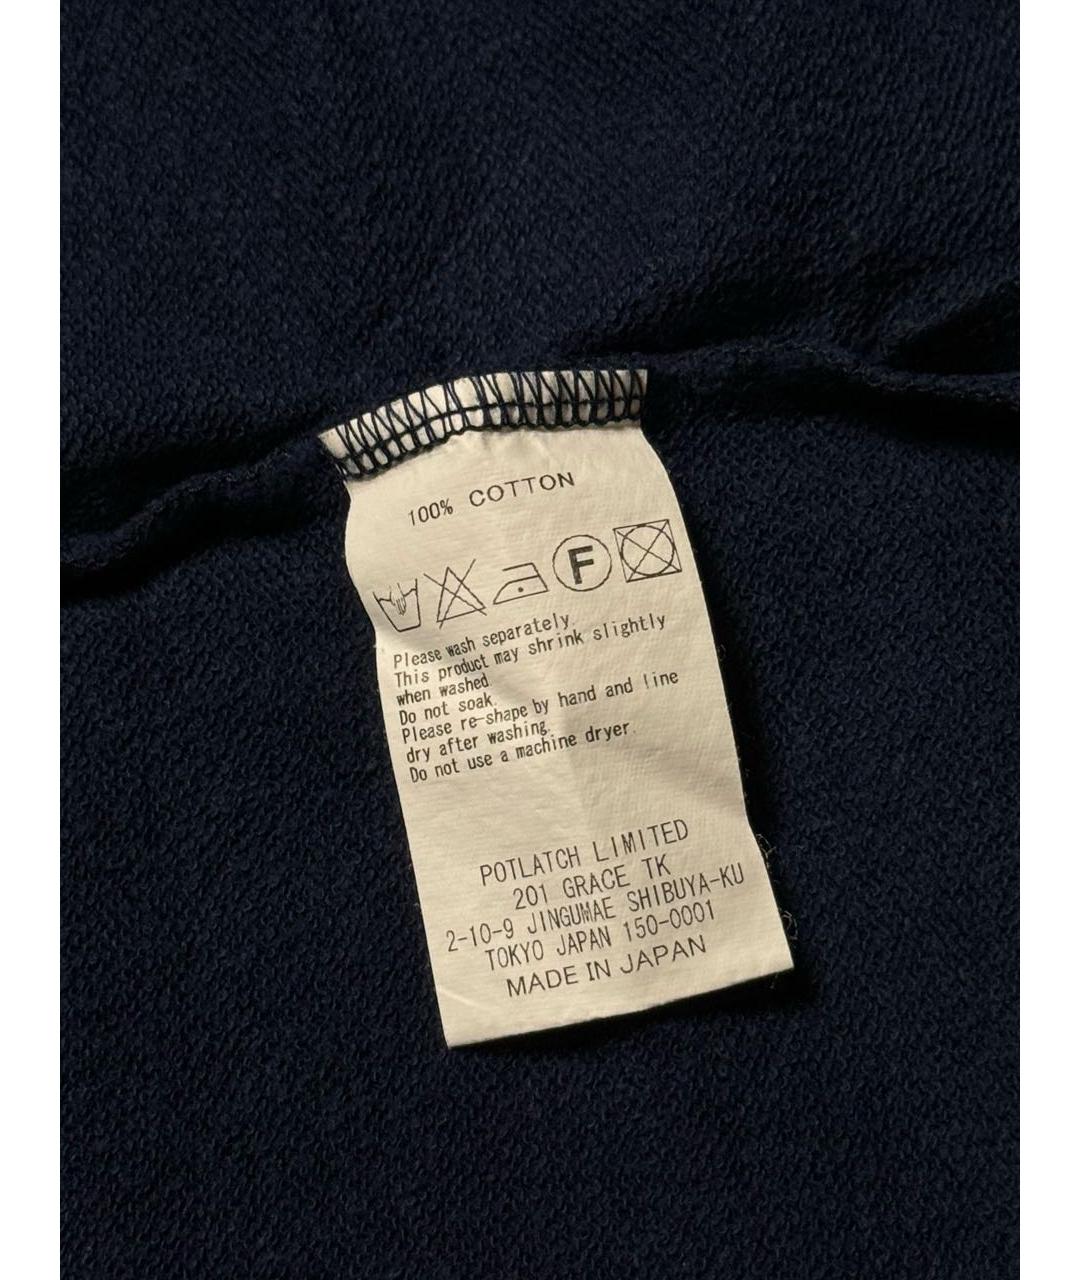 100% COTTON
F
Please wash separately.
This product may shrink slightly
when washed.
Do not soak.
Please re-shape by hand and line
dry after washing.
Do not use a machine dryer.
POTLATCH LIMITED
201 GRACE TK
2-10-9 JINGUMAE SHIBUYA-KU
TOKYO JAPAN 150-0001
MADE IN JAPAN